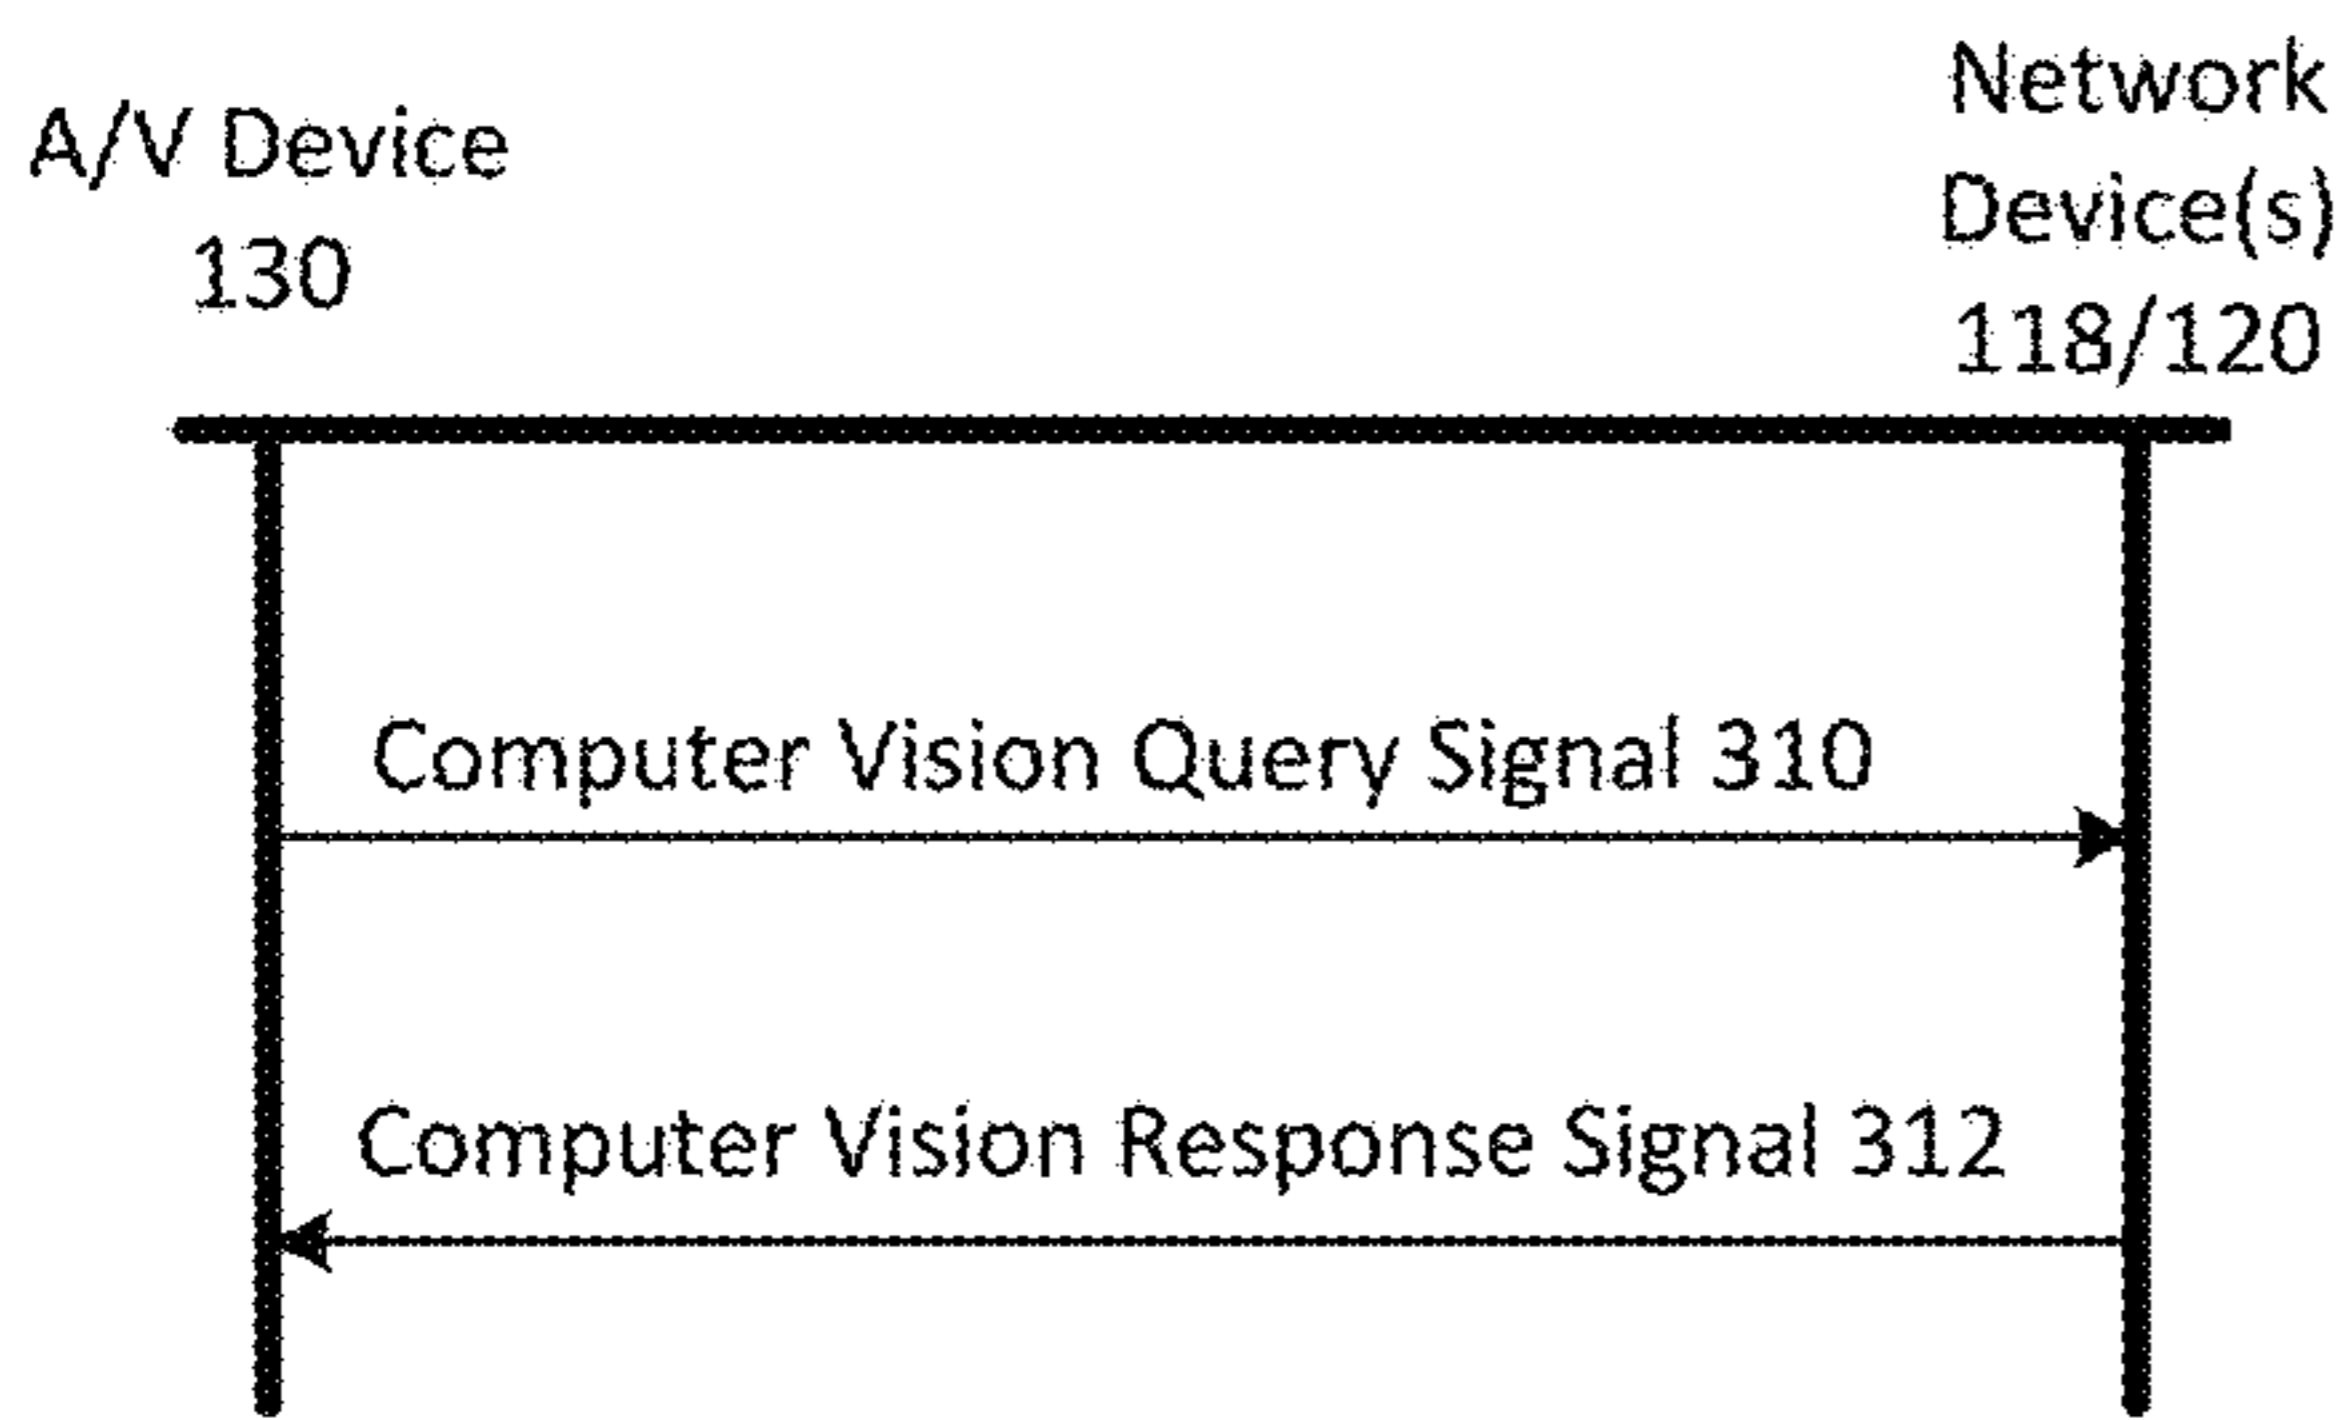 A/V Device
130
Network
Device(s)
118/120
Computer Vision Query Signal 310
Computer Vision Response Signal 312